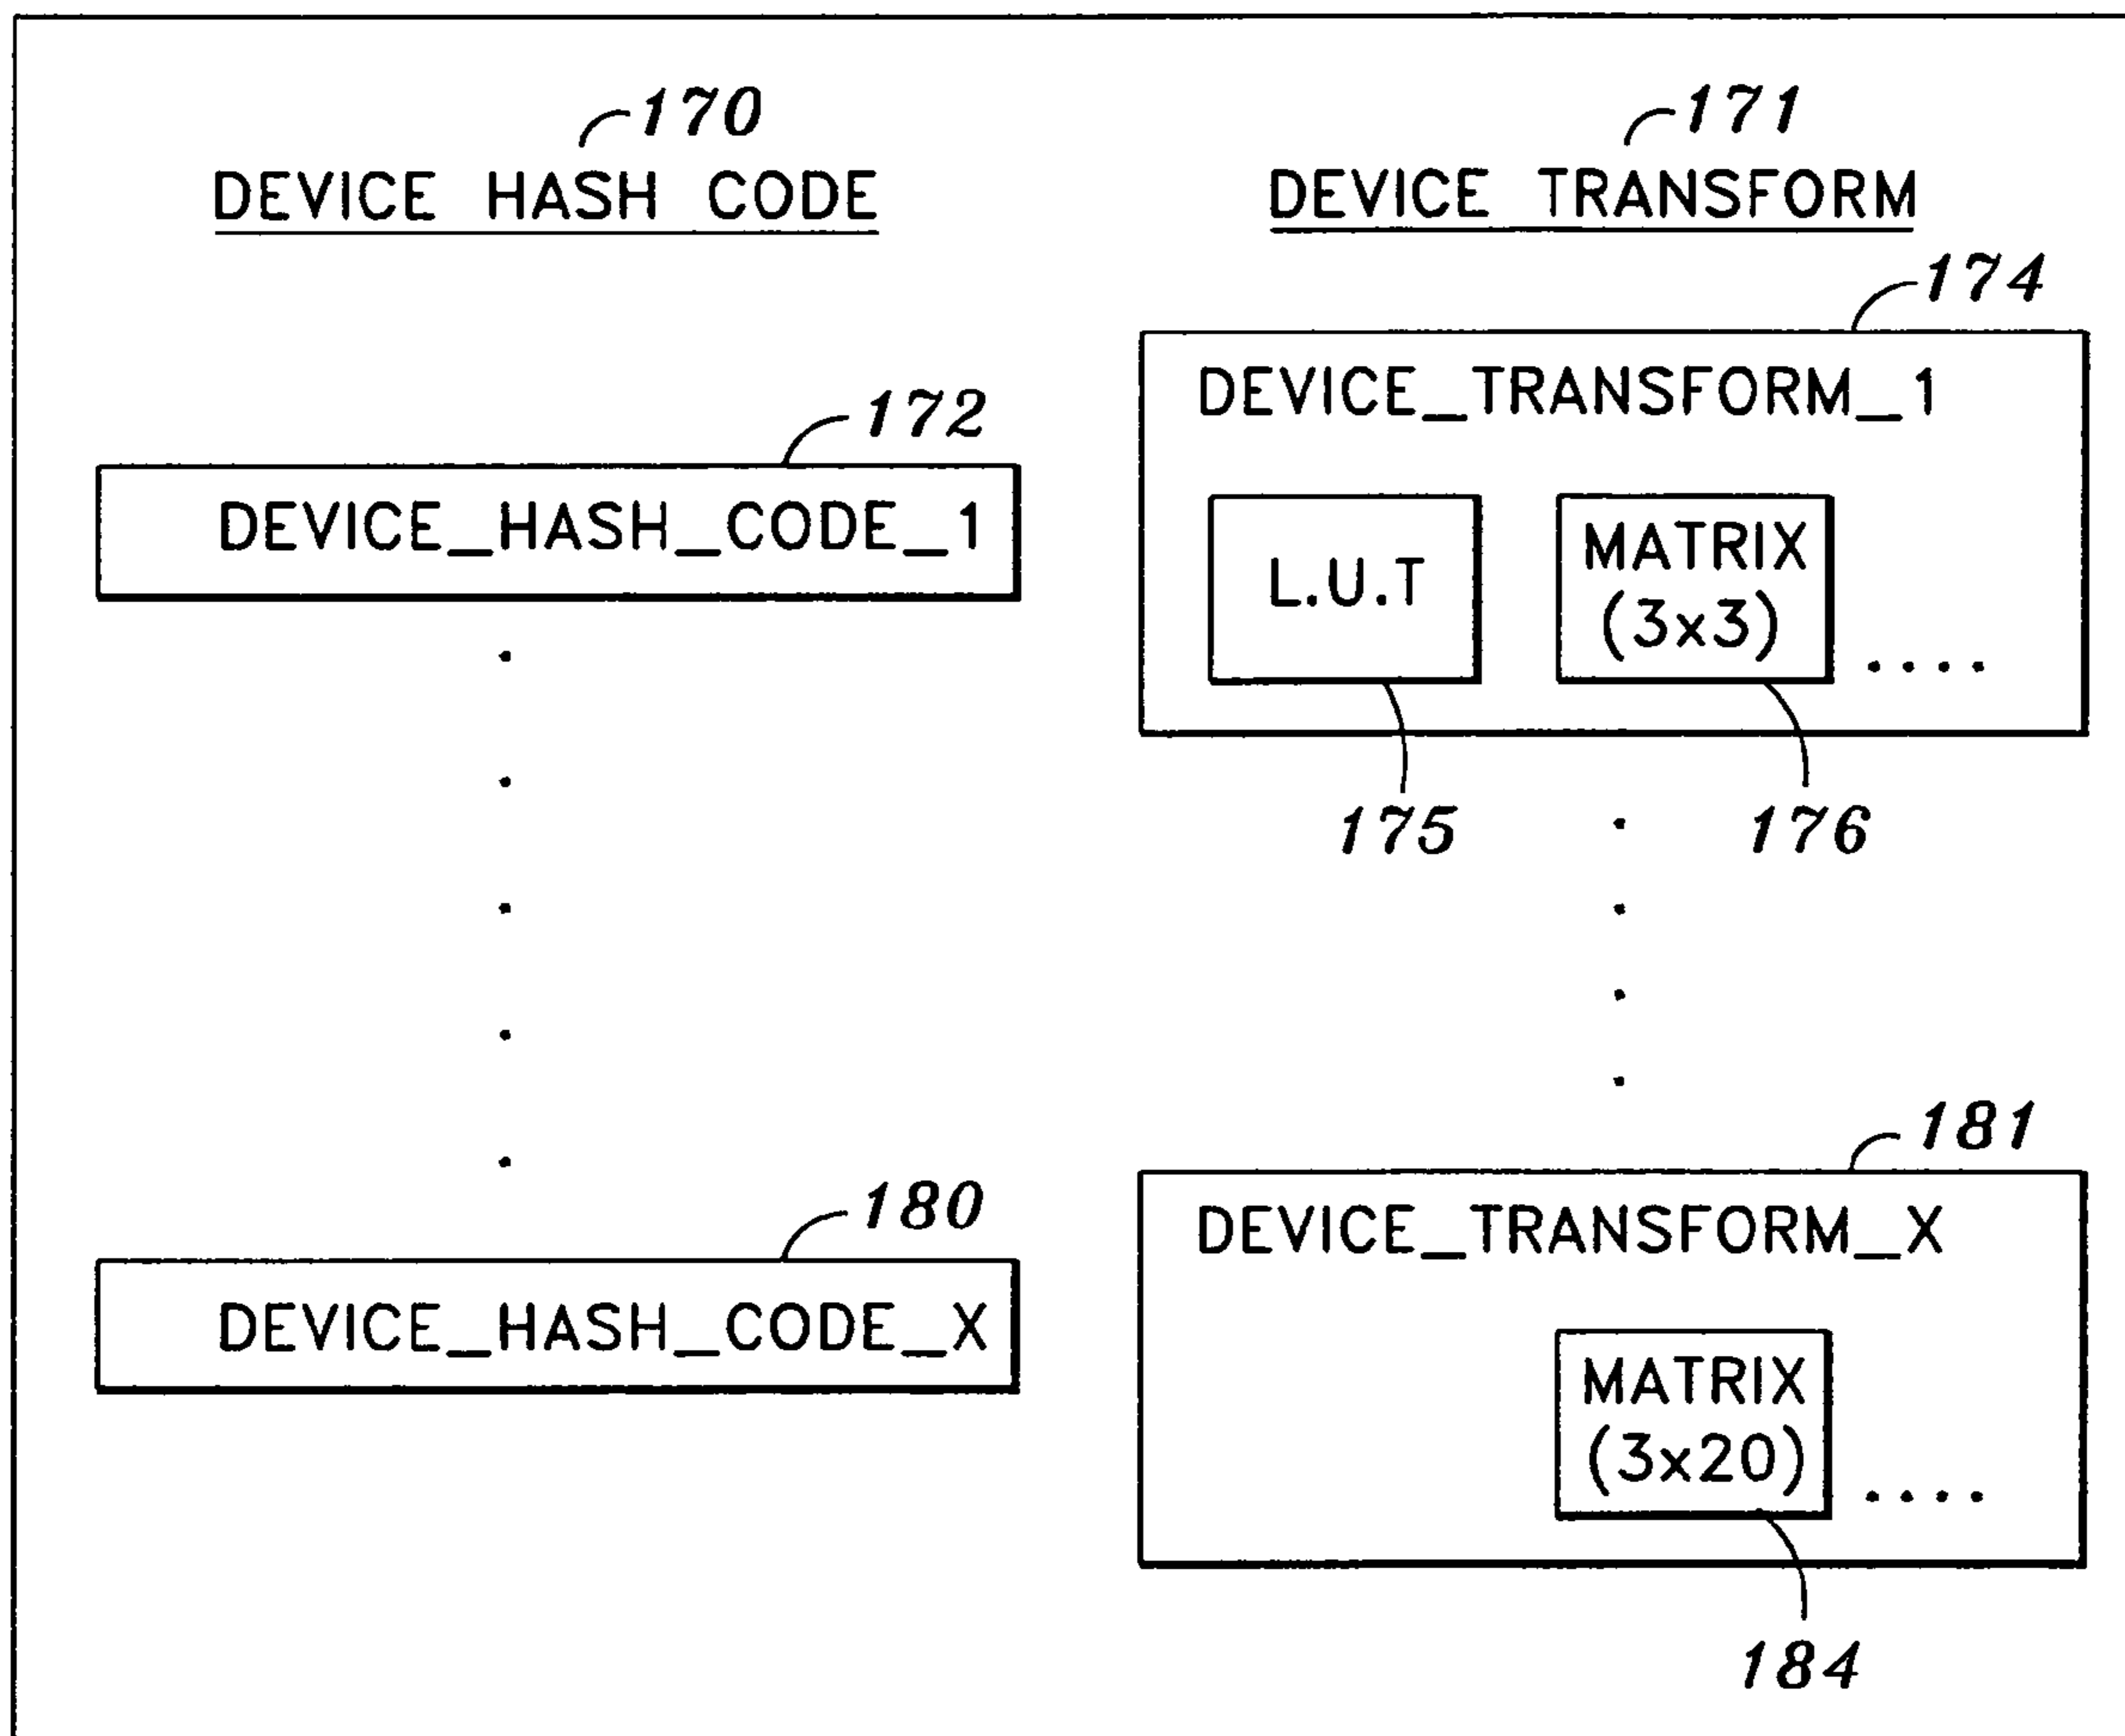 170
DEVICE HASH CODE
171
DEVICE TRANSFORM
172
DEVICE_HASH_CODE_1
174
DEVICE_TRANSFORM_1
L.U.T
MATRIX
(3x3)
....
175
176
180
DEVICE_HASH_CODE_X
181
DEVICE_TRANSFORM_X
MATRIX
(3x20)
....
184